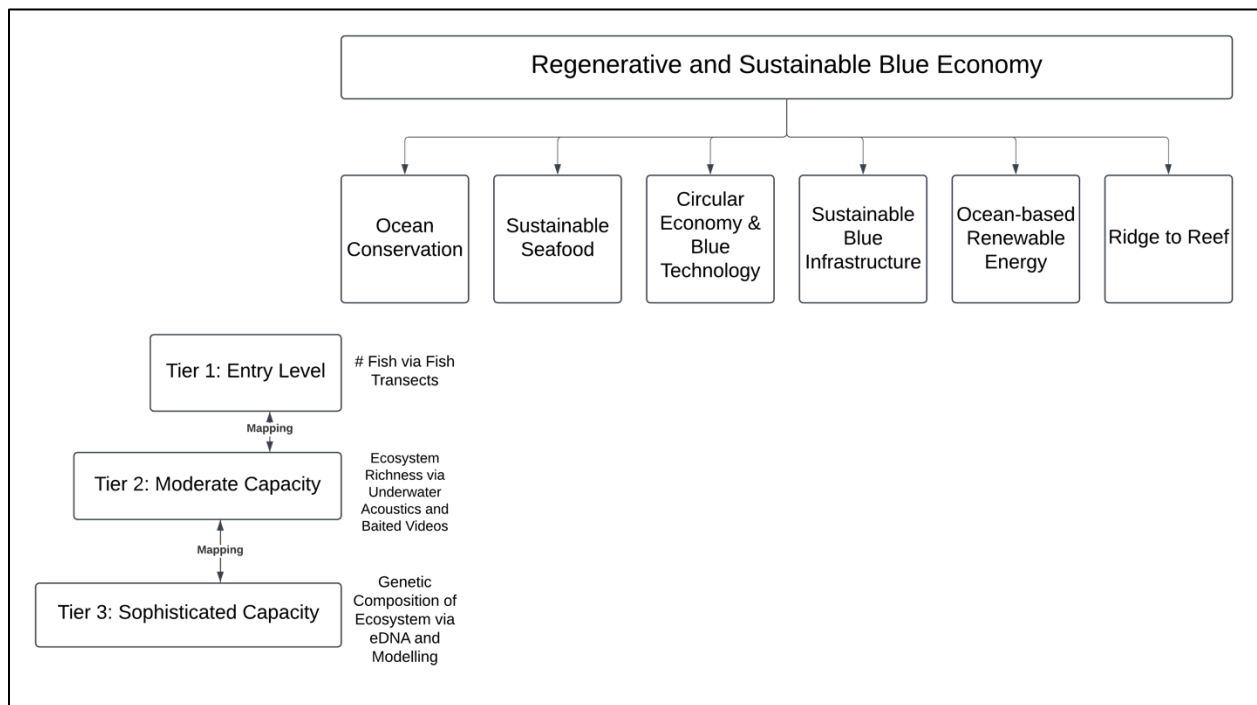 Regenerative and Sustainable Blue Economy
Ocean
Conservation
Sustainable
Seafood
Circular
Economy &
Blue
Technology
Sustainable
Blue
Infrastructure
Ocean-based
Renewable
Energy
Ridge to Reef
Tier 1: Entry Level
# Fish via Fish
Transects
Mapping
Tier 2: Moderate Capacity
Ecosystem
Richness via
Underwater
Acoustics and
Baited Videos
Mapping
Tier 3: Sophisticated Capacity
Genetic
Composition of
Ecosystem via
eDNA and
Modelling